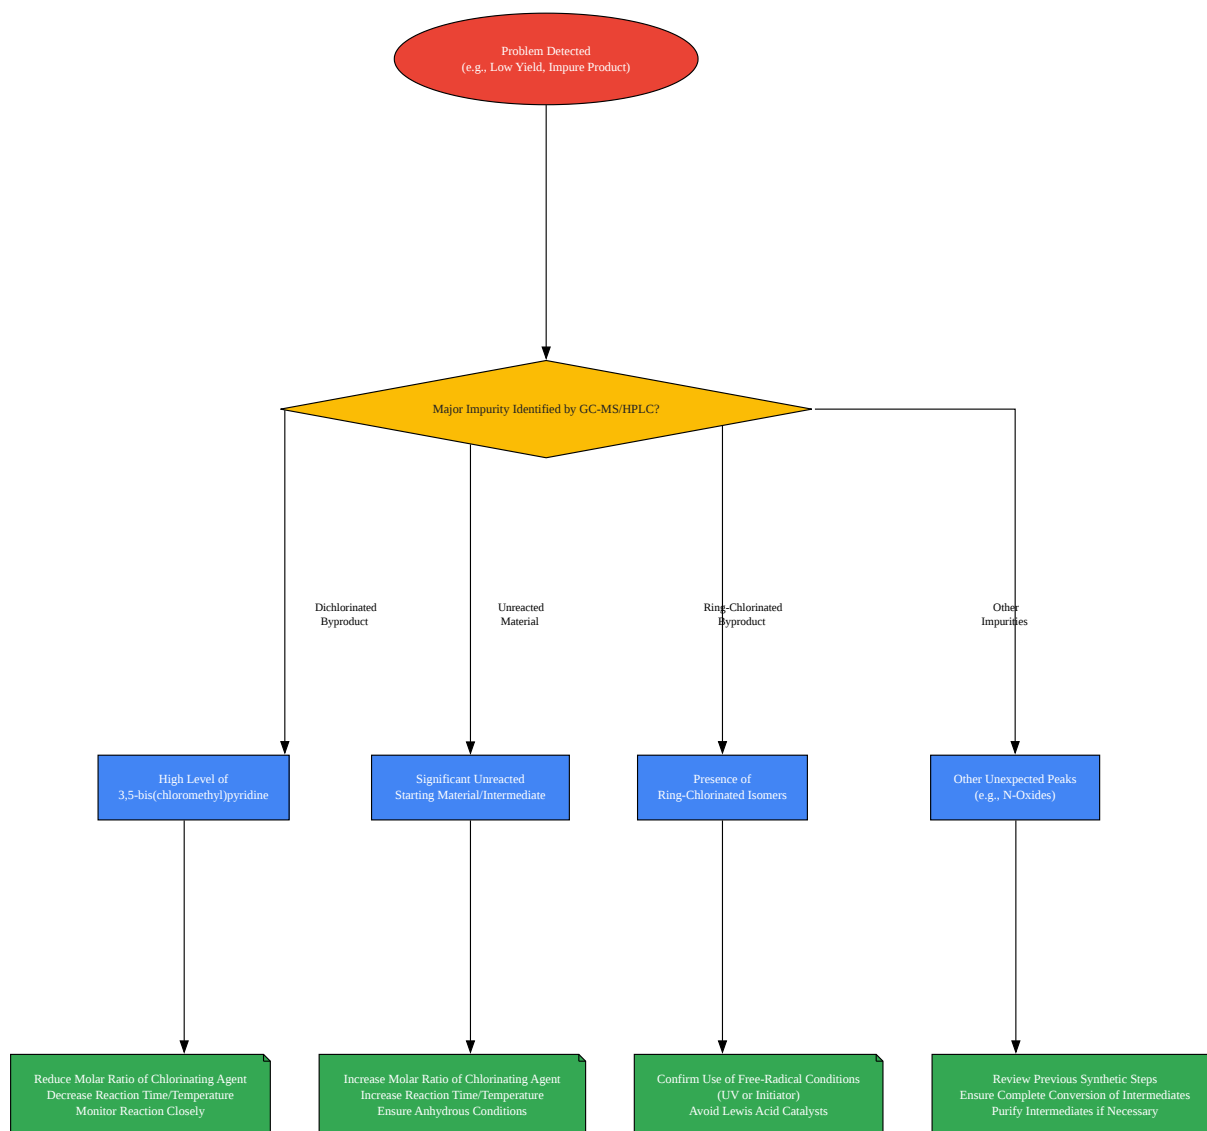 Problem Detected
(e.g., Low Yield, Impure Product)
Major Impurity Identified by GC-MS/HPLC?
Dichlorinated
Byproduct
Unreacted
Material
Ring-Chlorinated
Byproduct
Other
Impurities
High Level of
3,5-bis(chloromethyl)pyridine
Significant Unreacted
Starting Material/Intermediate
Presence of
Ring-Chlorinated Isomers
Other Unexpected Peaks
(e.g., N-Oxides)
Reduce Molar Ratio of Chlorinating Agent
Decrease Reaction Time/Temperature
Monitor Reaction Closely
Increase Molar Ratio of Chlorinating Agent
Increase Reaction Time/Temperature
Ensure Anhydrous Conditions
Confirm Use of Free-Radical Conditions
(UV or Initiator)
Avoid Lewis Acid Catalysts
Review Previous Synthetic Steps
Ensure Complete Conversion of Intermediates
Purify Intermediates if Necessary